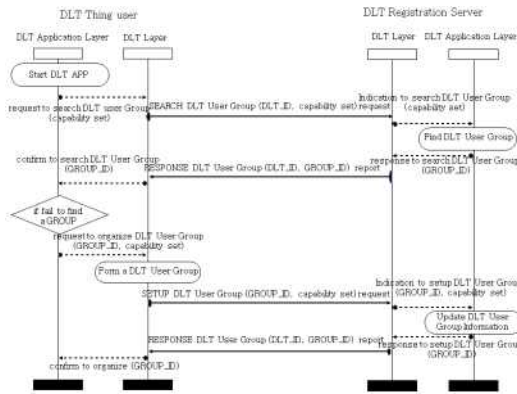 DLT Thing user
DLT Registration Server
DLT Application Layer
DLT Layer
DLT Layer
DLT Application Layer
Start DLT APP
request to search DLT user Group
(capability set)
SEARCH DLT User Group (DLT_ID, capability set) request
Indication to search DLT User Group
(capability set)
Find DLT User Group
confirm to search DLT User Group
(GROUP_ID)
response to search DLT User Group
(GROUP_ID)
RESPONSE DLT User Group (DLT_ID, GROUP_ID) report
if fail to find
a GROUP
request to organize DLT User Group
(GROUP_ID, capability set)
Form a DLT User Group
SETUP DLT User Group (GROUP_ID, capability set) request
Indication to setup DLT User Group
(GROUP_ID, capability set)
Update DLT User
Group Information
RESPONSE DLT User Group (DLT_ID, GROUP_ID) report
response to setup DLT User Group
(GROUP_ID)
confirm to organize (GROUP_ID)